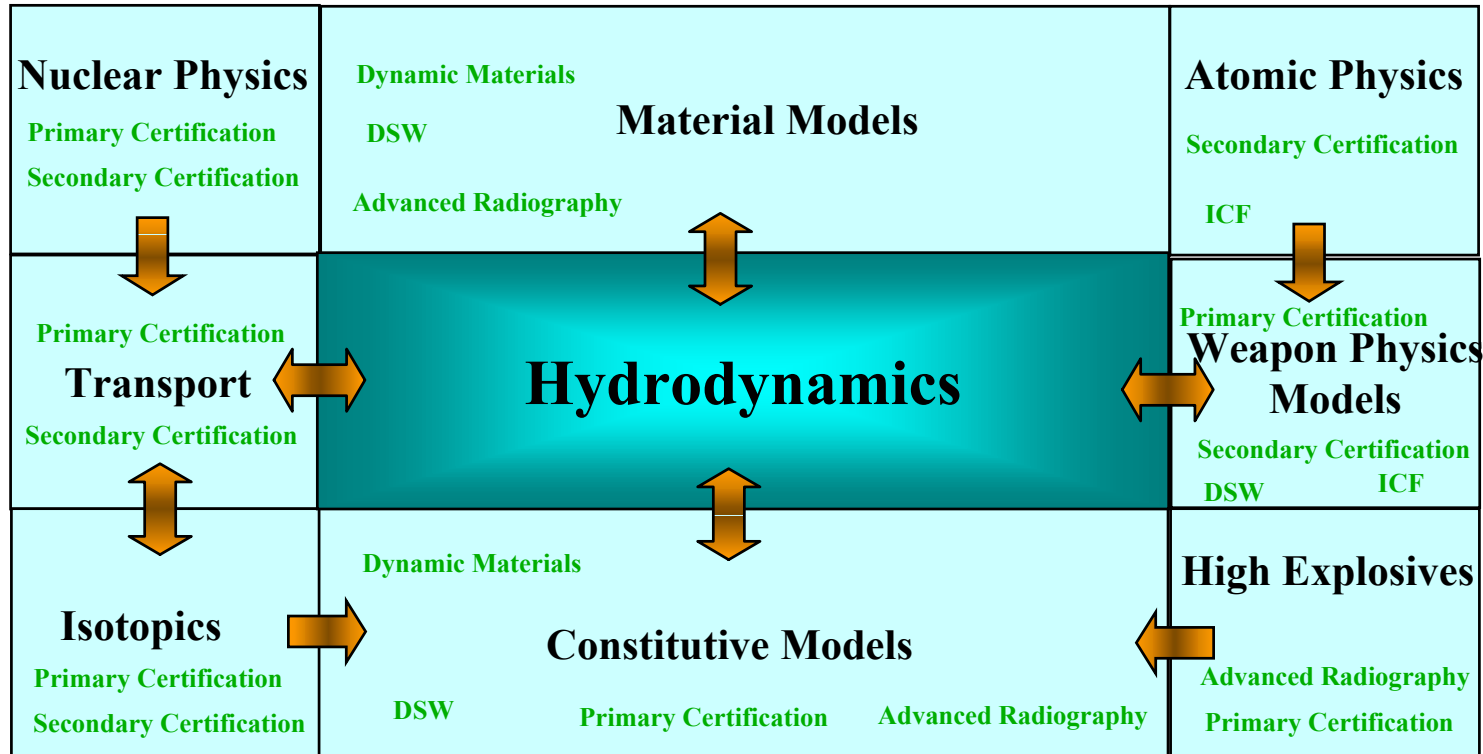 Nuclear Physics
Primary Certification
Secondary Certification
Dynamic Materials
Material Models
DSW
Advanced Radiography
Atomic Physics
Secondary Certification
ICF
Primary Certification
Transport
Secondary Certification
Hydrodynamics
Primary Certification
Weapon Physics
Models
Secondary Certification
DSW
ICF
Isotopics
Primary Certification
Secondary Certification
Dynamic Materials
Constitutive Models
DSW
Primary Certification
Advanced Radiography
High Explosives
Advanced Radiography
Primary Certification